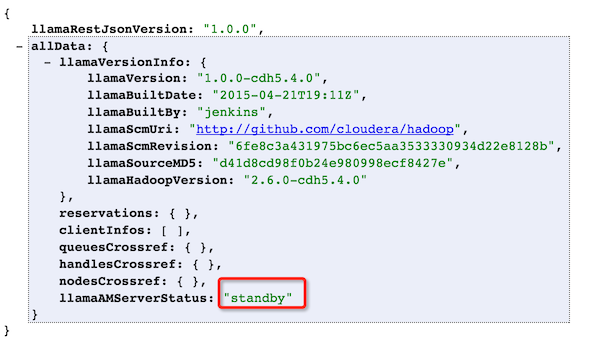 {
llamaRestJsonVersion: "1.0.0",
- allData: {
- llamaVersionInfo: {
llamaVersion: "1.0.0-cdh5.4.0",
llamaBuiltDate: "2015-04-21T19:11Z",
llamaBuiltBy: "jenkins",
llamaScmUri: "http://github.com/cloudera/hadoop",
llamaScmRevision: "6fe8c3a431975bc6ec5aa3533330934d22e8128b",
llamaSourceMD5: "d41d8cd98f0b24e980998ecf8427e",
llamaHadoopVersion: "2.6.0-cdh5.4.0"
},
reservations: { },
clientInfos: [ ],
queuesCrossref: { },
handlesCrossref: { },
nodesCrossref: { },
llamaAMServerStatus: "standby"
}
}